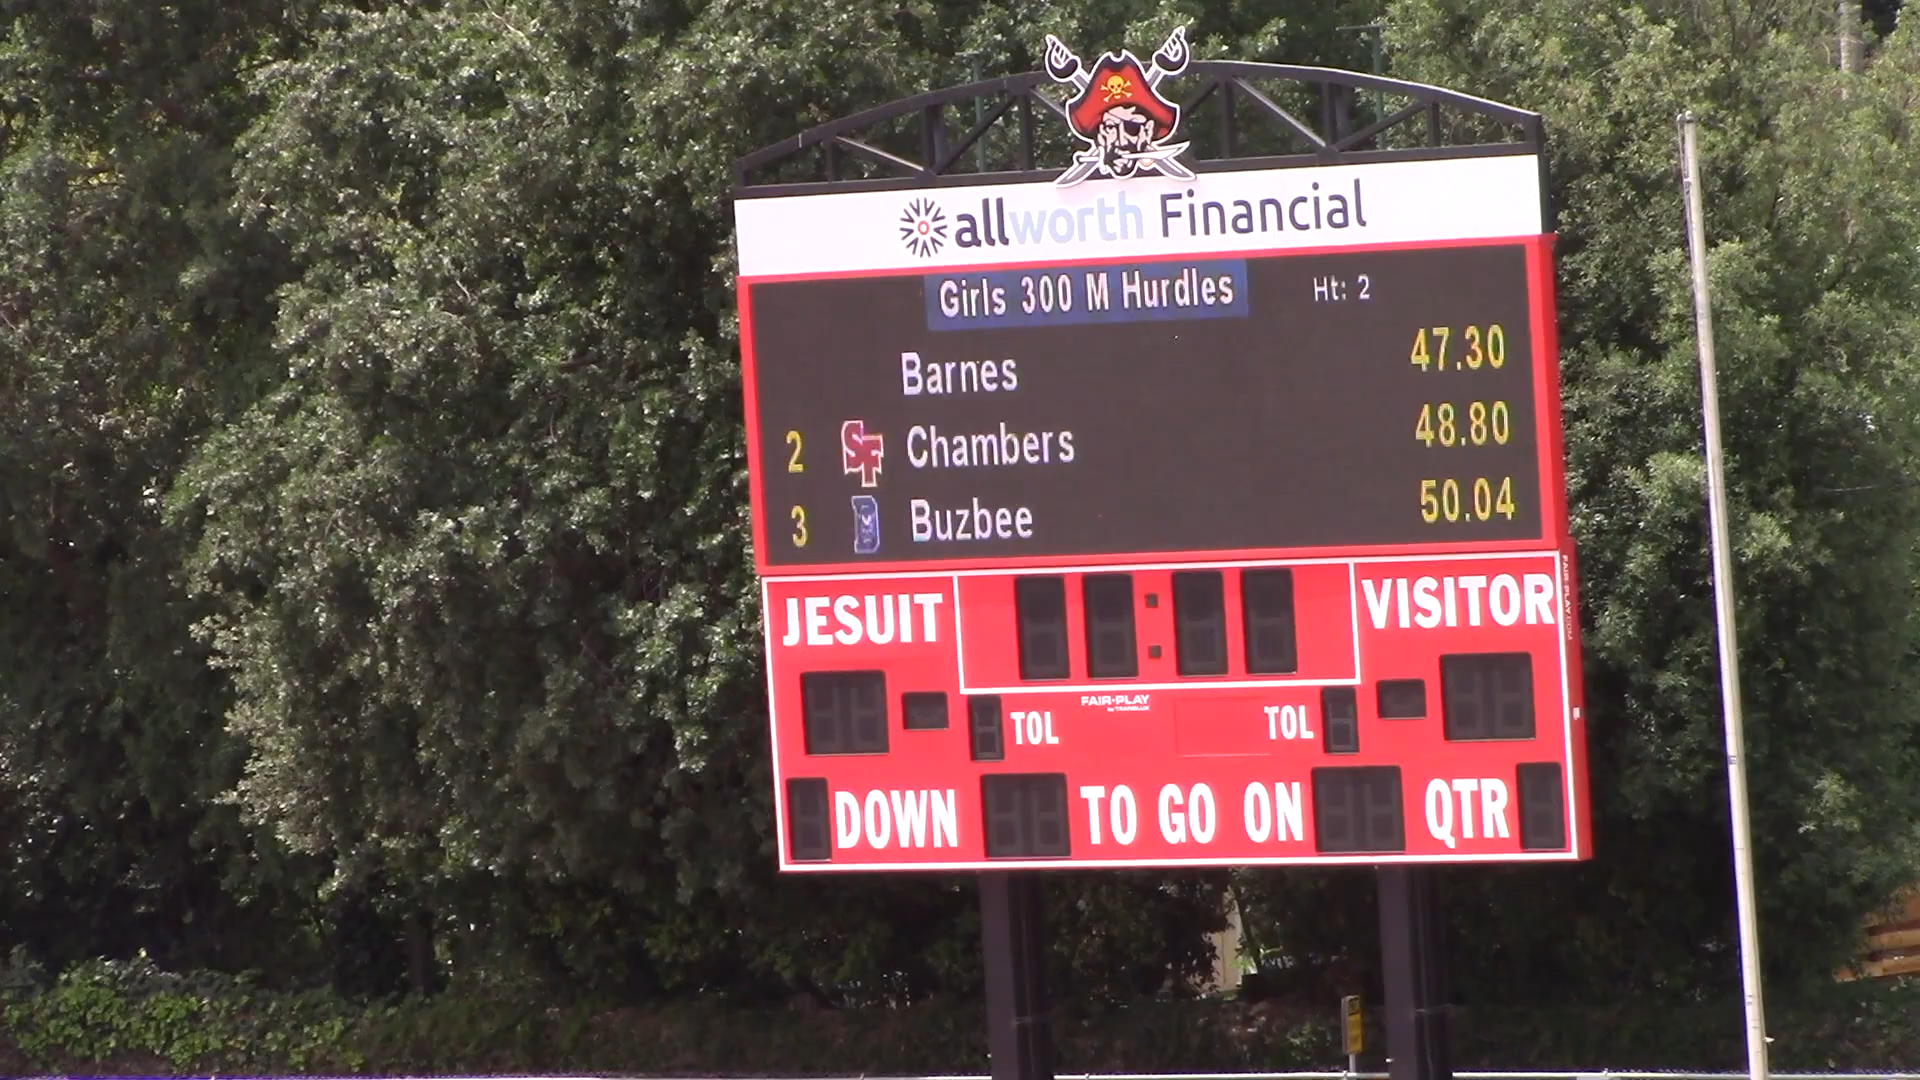 allworth Financial
Girls 300 M Hurdles Ht: 2
Barnes 47.30
2 SF Chambers 48.80
3 Buzbee 50.04
JESUIT VISITOR
FAIR-PLAY
TOL TOL
DOWN TO GO ON QTR